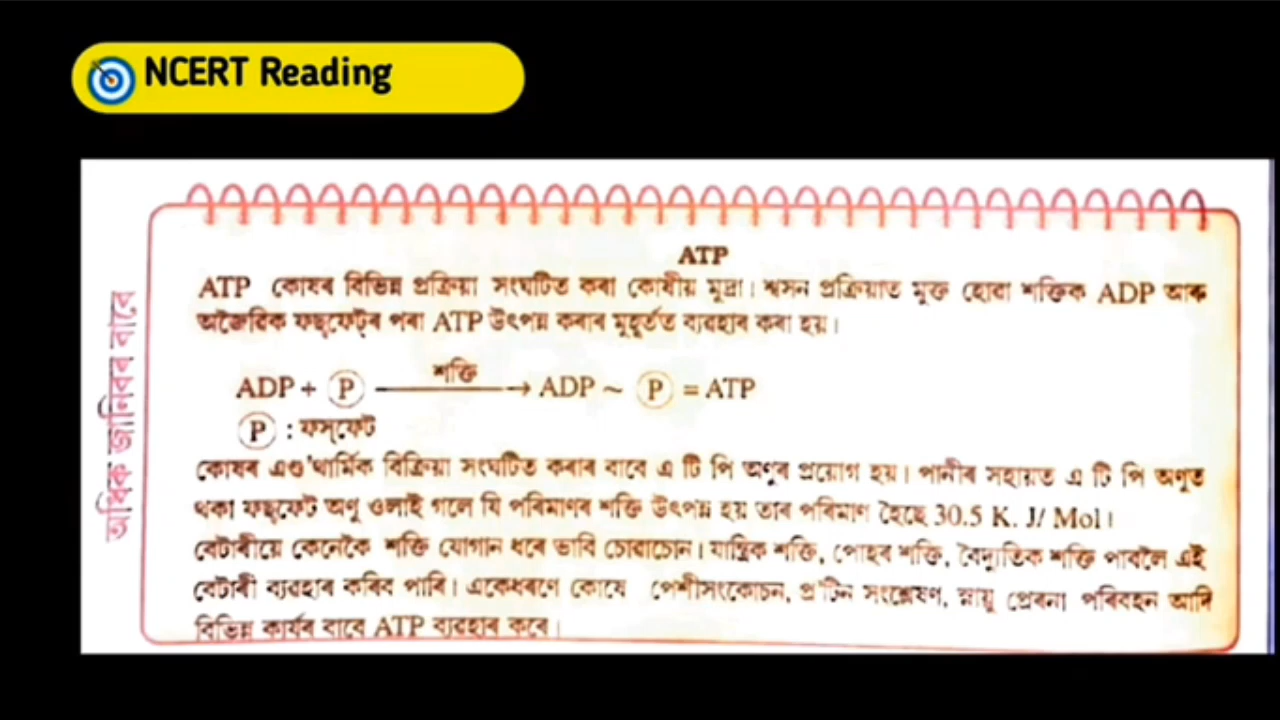 NCERT Reading
অধিক জানিবৰ বাবে
ATP
ATP কোষৰ বিভিন্ন প্ৰক্ৰিয়া সংঘটিত কৰা কোষীয় মুদ্ৰা। শ্বসন প্ৰক্ৰিয়াত মুক্ত হোৱা শক্তিক ADP আৰু
অজৈৱিক ফছ্‌ফেট্‌ৰ পৰা ATP উৎপন্ন কৰাৰ মুহূৰ্তত ব্যৱহাৰ কৰা হয়।
শক্তি
ADP + P → ADP ~ P = ATP
P : ফস্‌ফেট
কোষৰ এণ্ড'থাৰ্মিক বিক্ৰিয়া সংঘটিত কৰাৰ বাবে এ টি পি অণুৰ প্ৰয়োগ হয়। পানীৰ সহায়ত এ টি পি অণুত
থকা ফছ্‌ফেট অণু ওলাই গলে যি পৰিমাণৰ শক্তি উৎপন্ন হয় তাৰ পৰিমাণ হৈছে 30.5 K. J/ Mol।
বেটাৰীয়ে কেনেকৈ শক্তি যোগান ধৰে ভাবি চোৱাচোন। যান্ত্ৰিক শক্তি, পোহৰ শক্তি, বৈদ্যুতিক শক্তি পাবলৈ এই
বেটাৰী ব্যৱহাৰ কৰিব পাৰি। একেধৰণে কোষে পেশীসংকোচন, প্ৰ'টিন সংশ্লেষণ, স্নায়ু প্ৰেৰনা পৰিবহন আদি
বিভিন্ন কাৰ্যৰ বাবে ATP ব্যৱহাৰ কৰে।